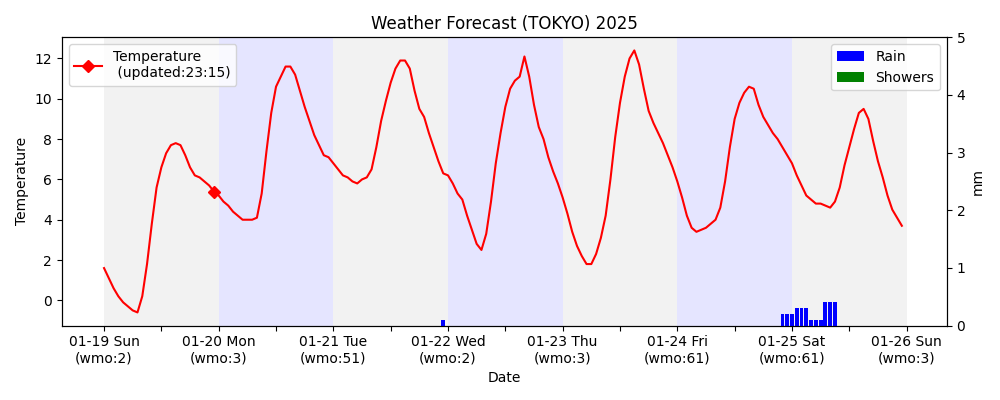 Weather Forecast (TOKYO) 2025
Temperature
(updated:23:15)
Rain
Showers
12
10
8
6
4
2
0
Temperature
5
4
3
2
1
0
mm
01-19 Sun
(wmo:2)
01-20 Mon
(wmo:3)
01-21 Tue
(wmo:51)
01-22 Wed
(wmo:2)
01-23 Thu
(wmo:3)
01-24 Fri
(wmo:61)
01-25 Sat
(wmo:61)
01-26 Sun
(wmo:3)
Date